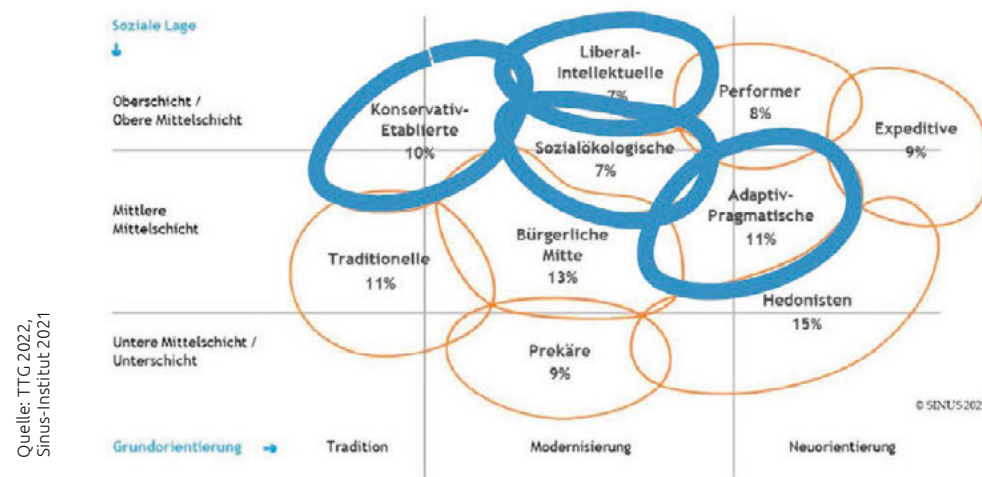 Soziale Lage
Oberschicht /
Obere Mittelschicht
Mittlere
Mittelschicht
Untere Mittelschicht /
Unterschicht
Konservativ-
Etablierte
10%
Liberal-
Intellektuelle
7%
Performer
8%
Expeditive
9%
Sozialökologische
7%
Adaptiv-
Pragmatische
11%
Traditionelle
11%
Bürgerliche
Mitte
13%
Hedonisten
15%
Prekäre
9%
© SINUS 202
Grundorientierung
Tradition
Modernisierung
Neuorientierung
Quelle: TTG 2022,
Sinus-Institut 2021